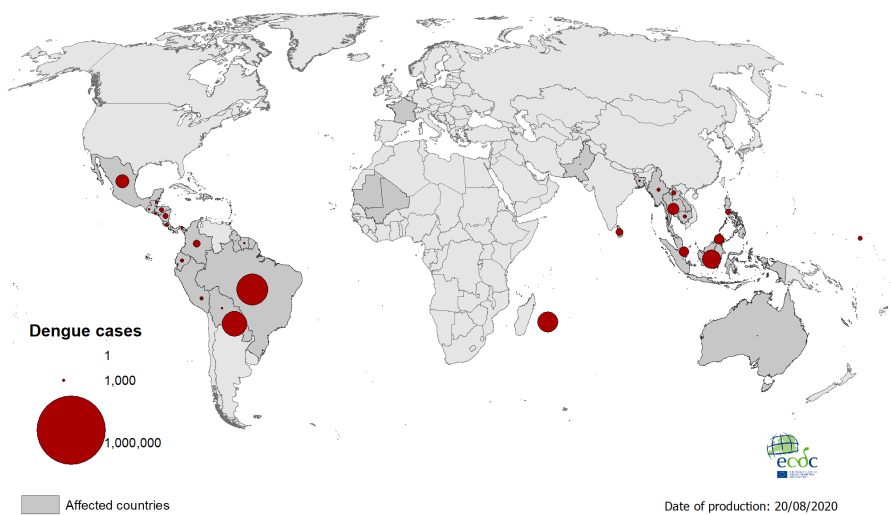 Dengue cases
1
1,000
1,000,000
Affected countries
ecdc
Date of production: 20/08/2020